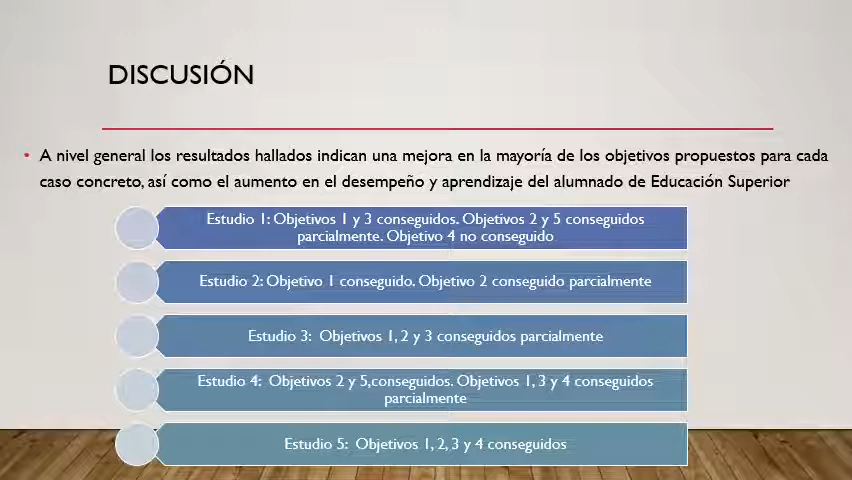 DISCUSIÓN
• A nivel general los resultados hallados indican una mejora en la mayoría de los objetivos propuestos para cada
caso concreto, así como el aumento en el desempeño y aprendizaje del alumnado de Educación Superior
Estudio 1: Objetivos 1 y 3 conseguidos. Objetivos 2 y 5 conseguidos
parcialmente. Objetivo 4 no conseguido
Estudio 2: Objetivo 1 conseguido. Objetivo 2 conseguido parcialmente
Estudio 3: Objetivos 1, 2 y 3 conseguidos parcialmente
Estudio 4: Objetivos 2 y 5,conseguidos. Objetivos 1, 3 y 4 conseguidos
parcialmente
Estudio 5: Objetivos 1, 2, 3 y 4 conseguidos